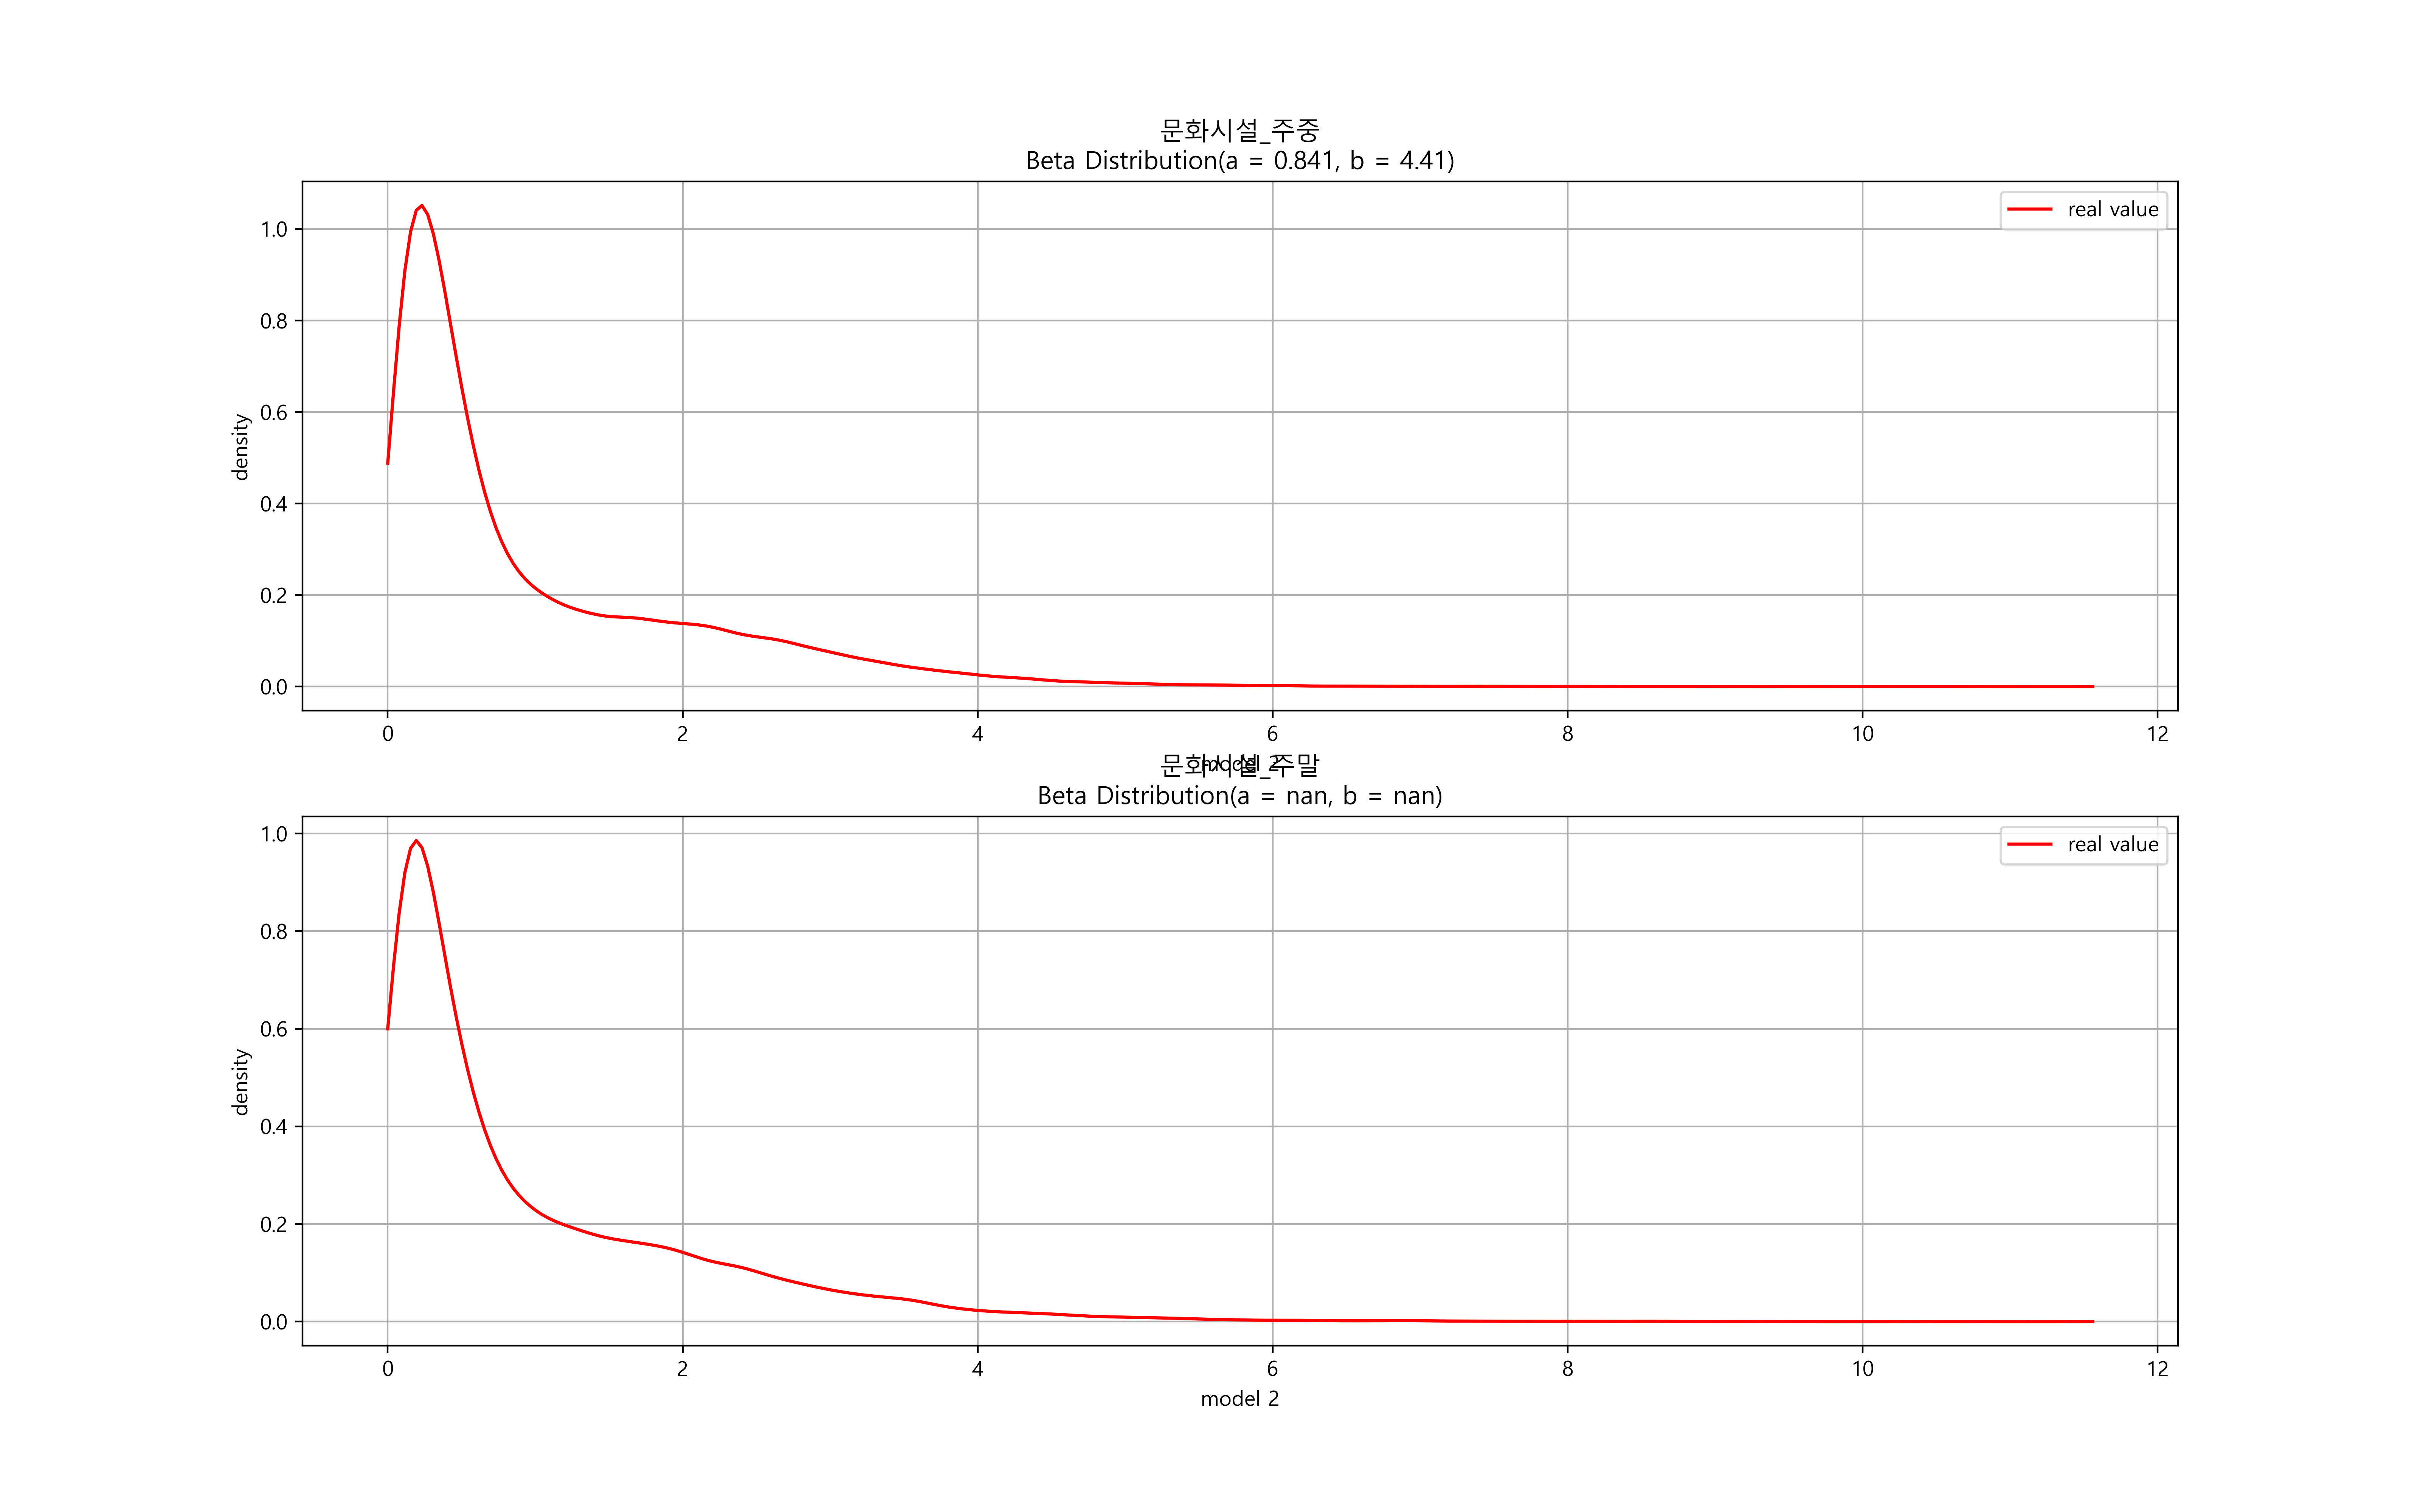 문화시설_주중
Beta Distribution(a = 0.841, b = 4.41)
real value
density
1.0
0.8
0.6
0.4
0.2
0.0
0 2 4 6 8 10 12
model 2
문화시설_주말
Beta Distribution(a = nan, b = nan)
real value
density
1.0
0.8
0.6
0.4
0.2
0.0
0 2 4 6 8 10 12
model 2